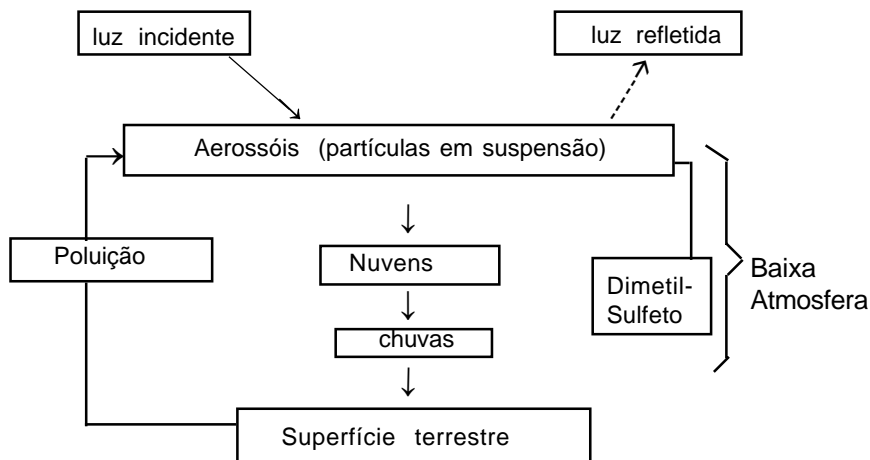 luz incidente
luz refletida
Aerossóis (partículas em suspensão)
Poluição
Nuvens
Dimetil-
Sulfeto
Baixa
Atmosfera
chuvas
Superfície terrestre